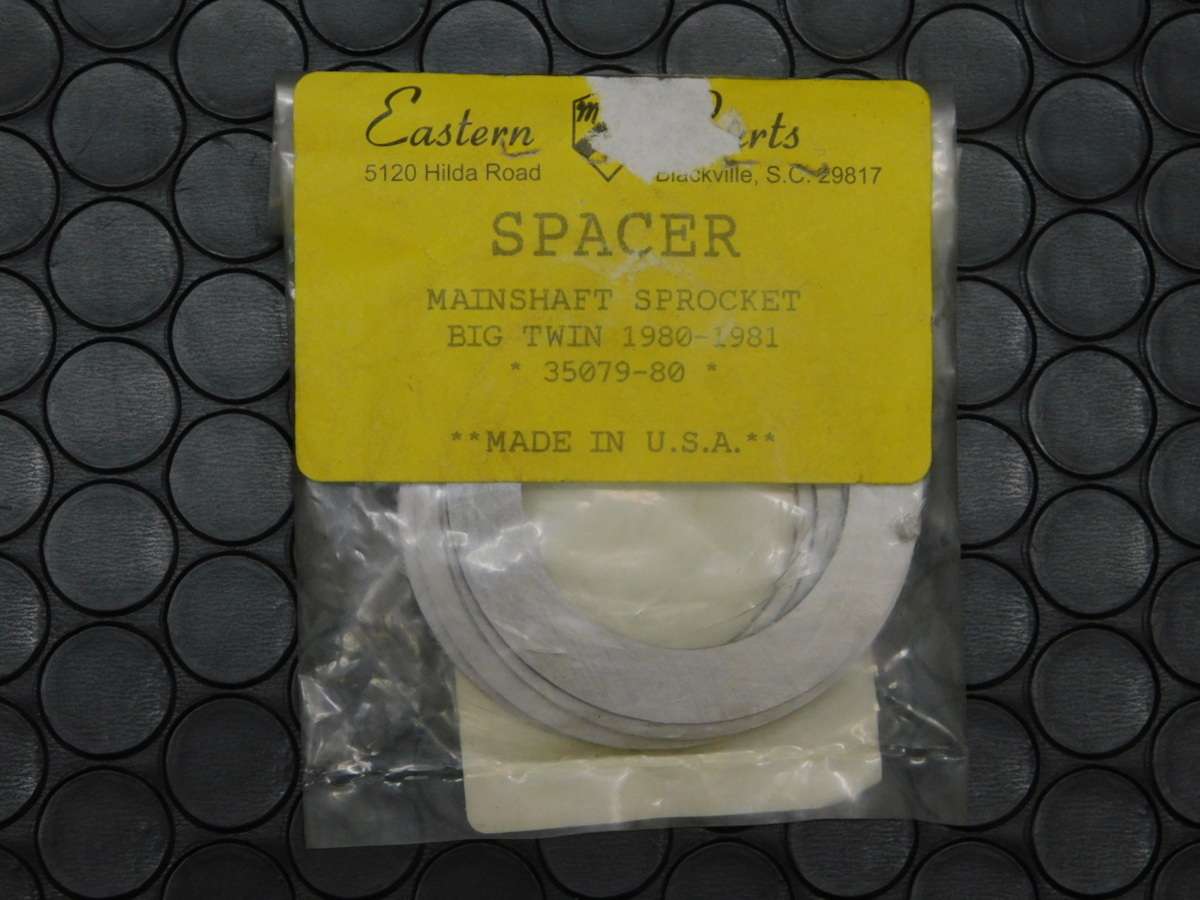 Eastern M
5120 Hilda Road Blackville, S.C. 29817
SPACER
MAINSHAFT SPROCKET
BIG TWIN 1980-1981
* 35079-80 *
**MADE IN U.S.A.**